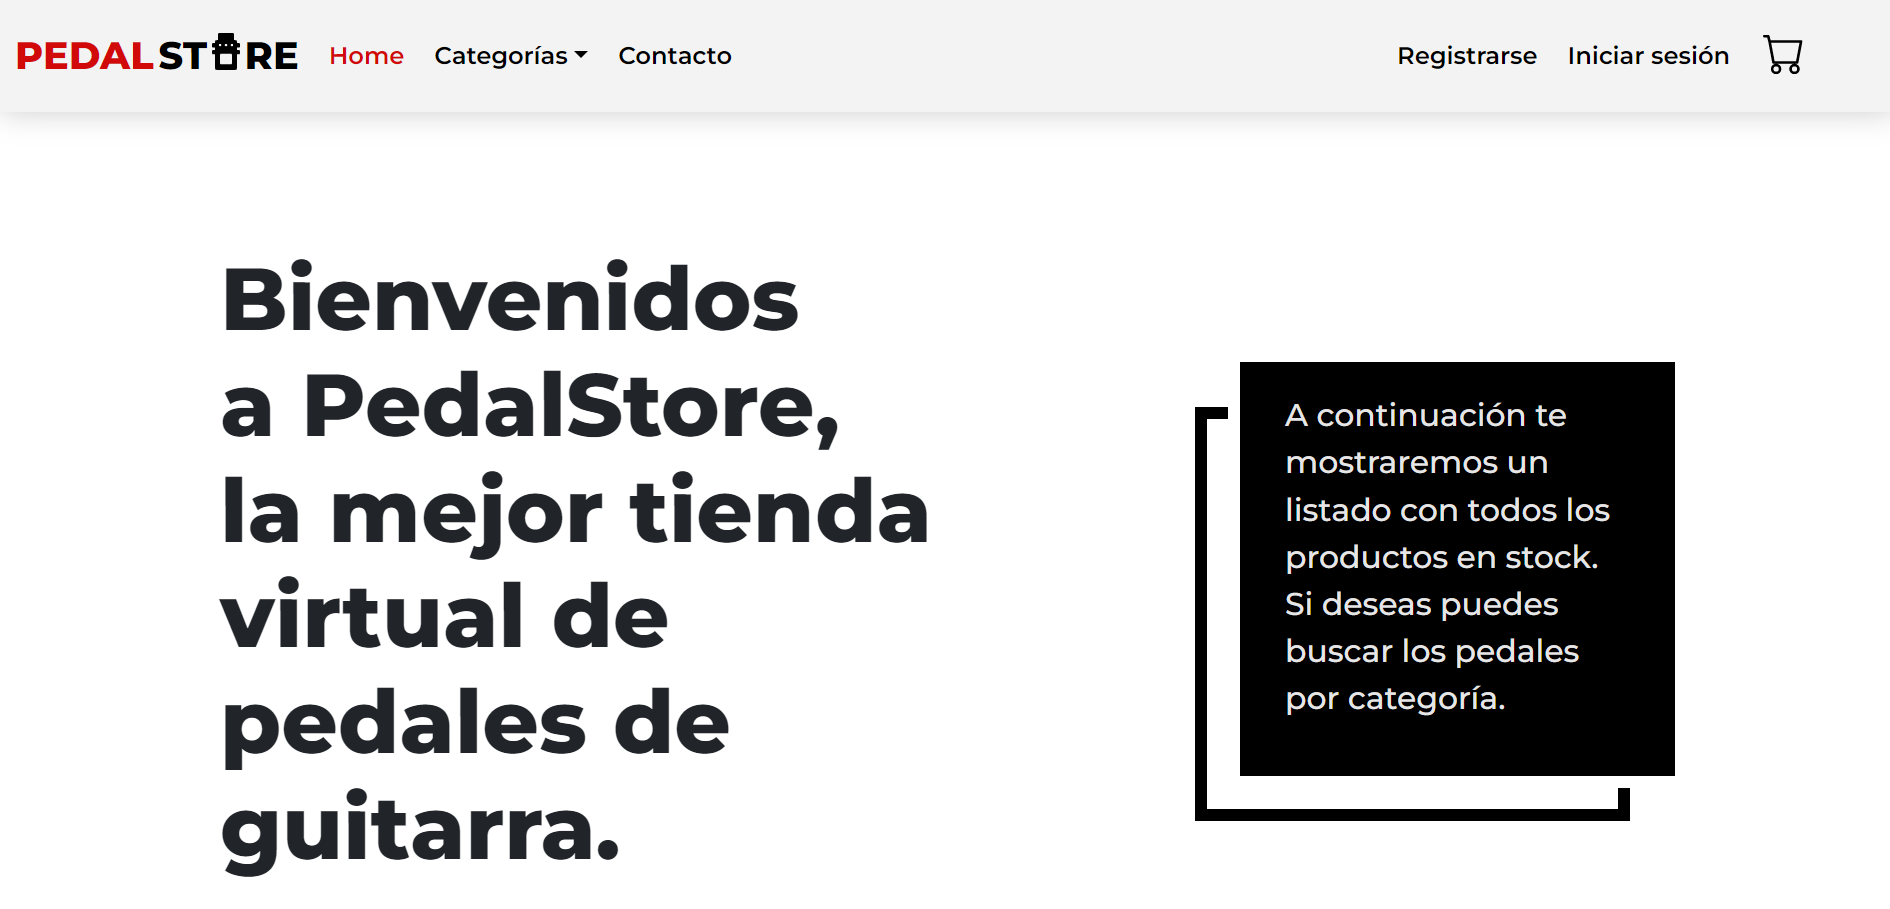 PEDALSTORE Home Categorías Contacto Registrarse Iniciar sesión
Bienvenidos
a PedalStore,
la mejor tienda
virtual de
pedales de
guitarra.
A continuación te
mostraremos un
listado con todos los
productos en stock.
Si deseas puedes
buscar los pedales
por categoría.